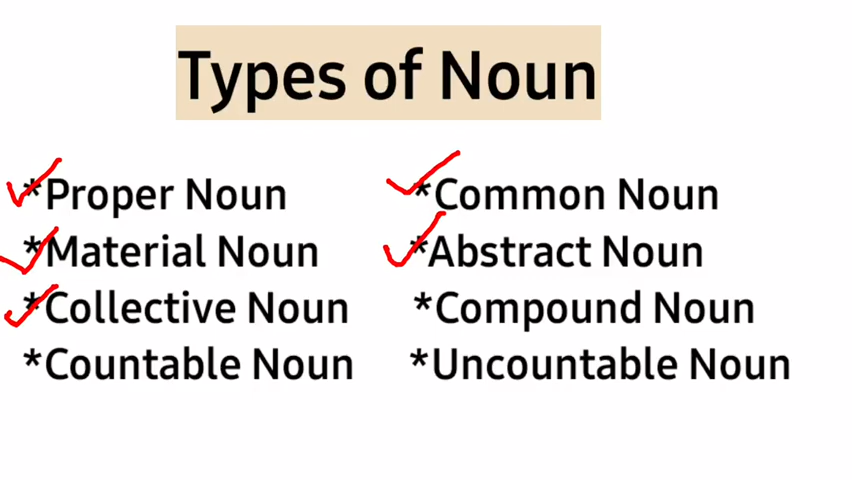 Types of Noun
*Proper Noun *Common Noun
*Material Noun *Abstract Noun
*Collective Noun *Compound Noun
*Countable Noun *Uncountable Noun